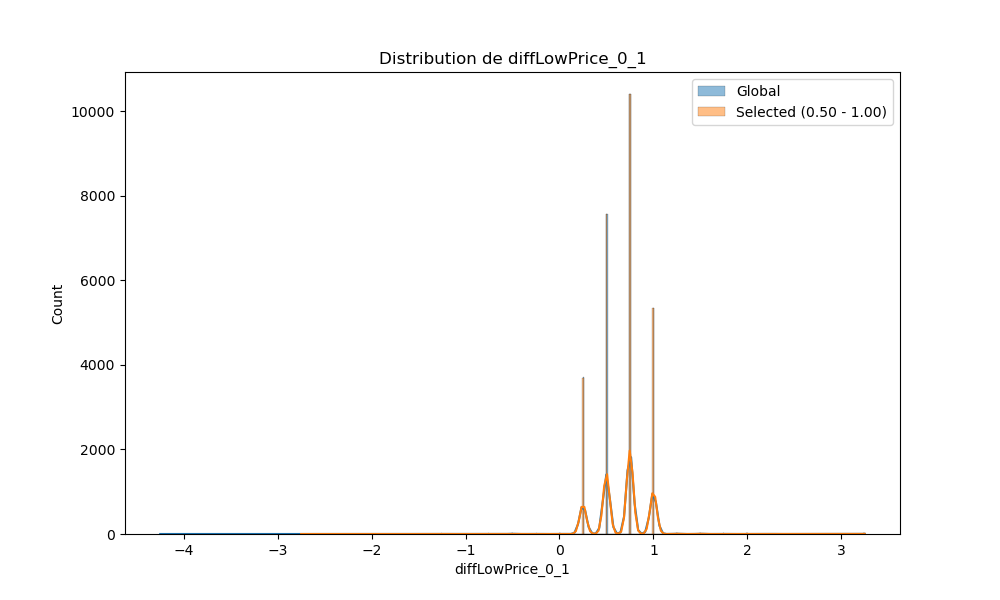 Distribution de diffLowPrice_0_1
Global
Selected (0.50 - 1.00)
10000
8000
6000
4000
2000
0
Count
−4
−3
−2
−1
0
1
2
3
diffLowPrice_0_1